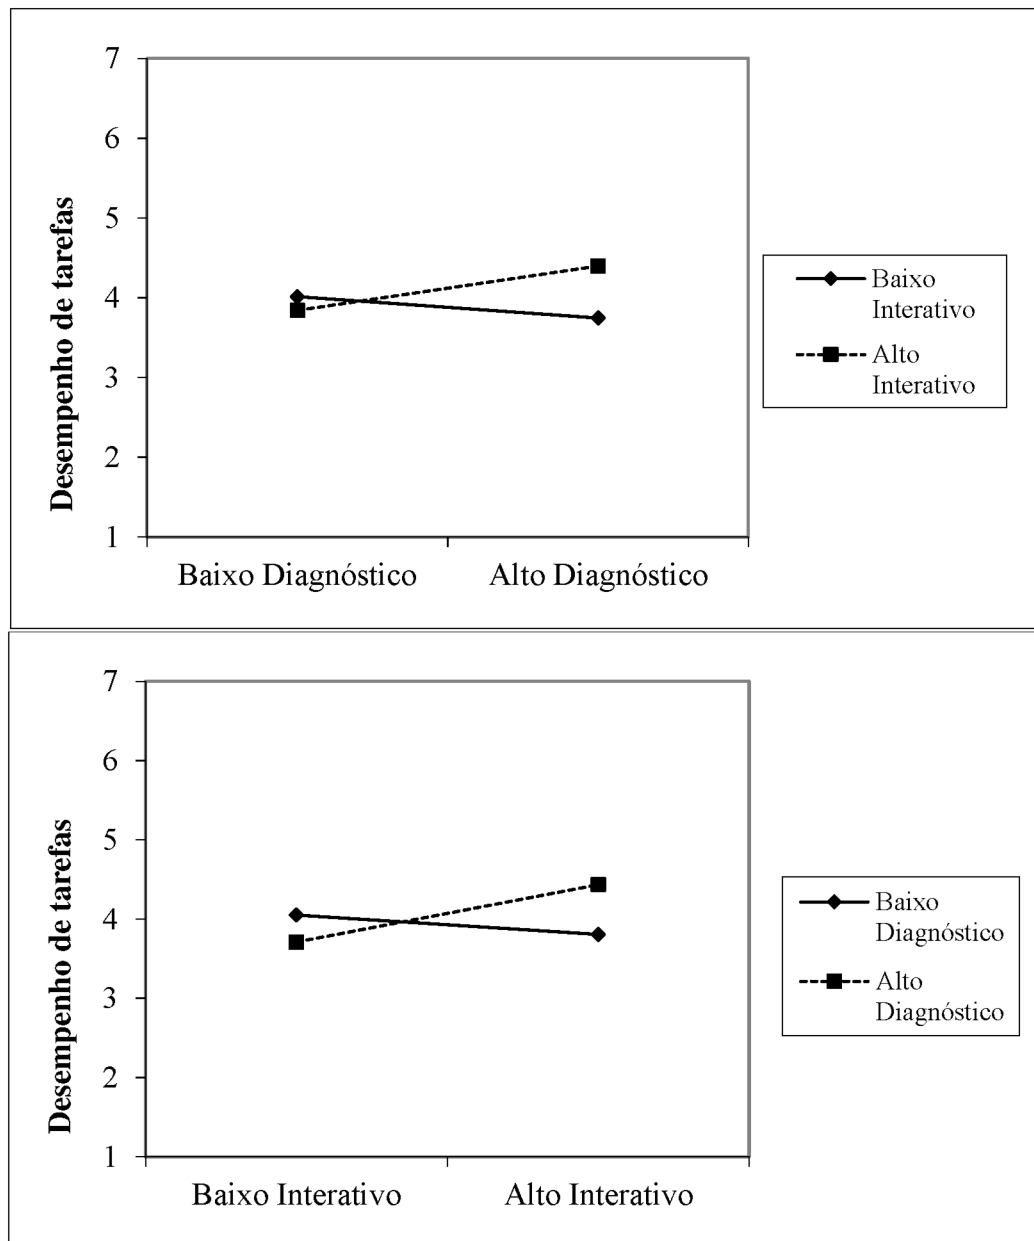 7
6
5
4
3
2
1
Desempenho de tarefas
Baixo Diagnóstico
Alto Diagnóstico
Baixo
Interativo
Alto
Interativo
7
6
5
4
3
2
1
Desempenho de tarefas
Baixo Interativo
Alto Interativo
Baixo
Diagnóstico
Alto
Diagnóstico